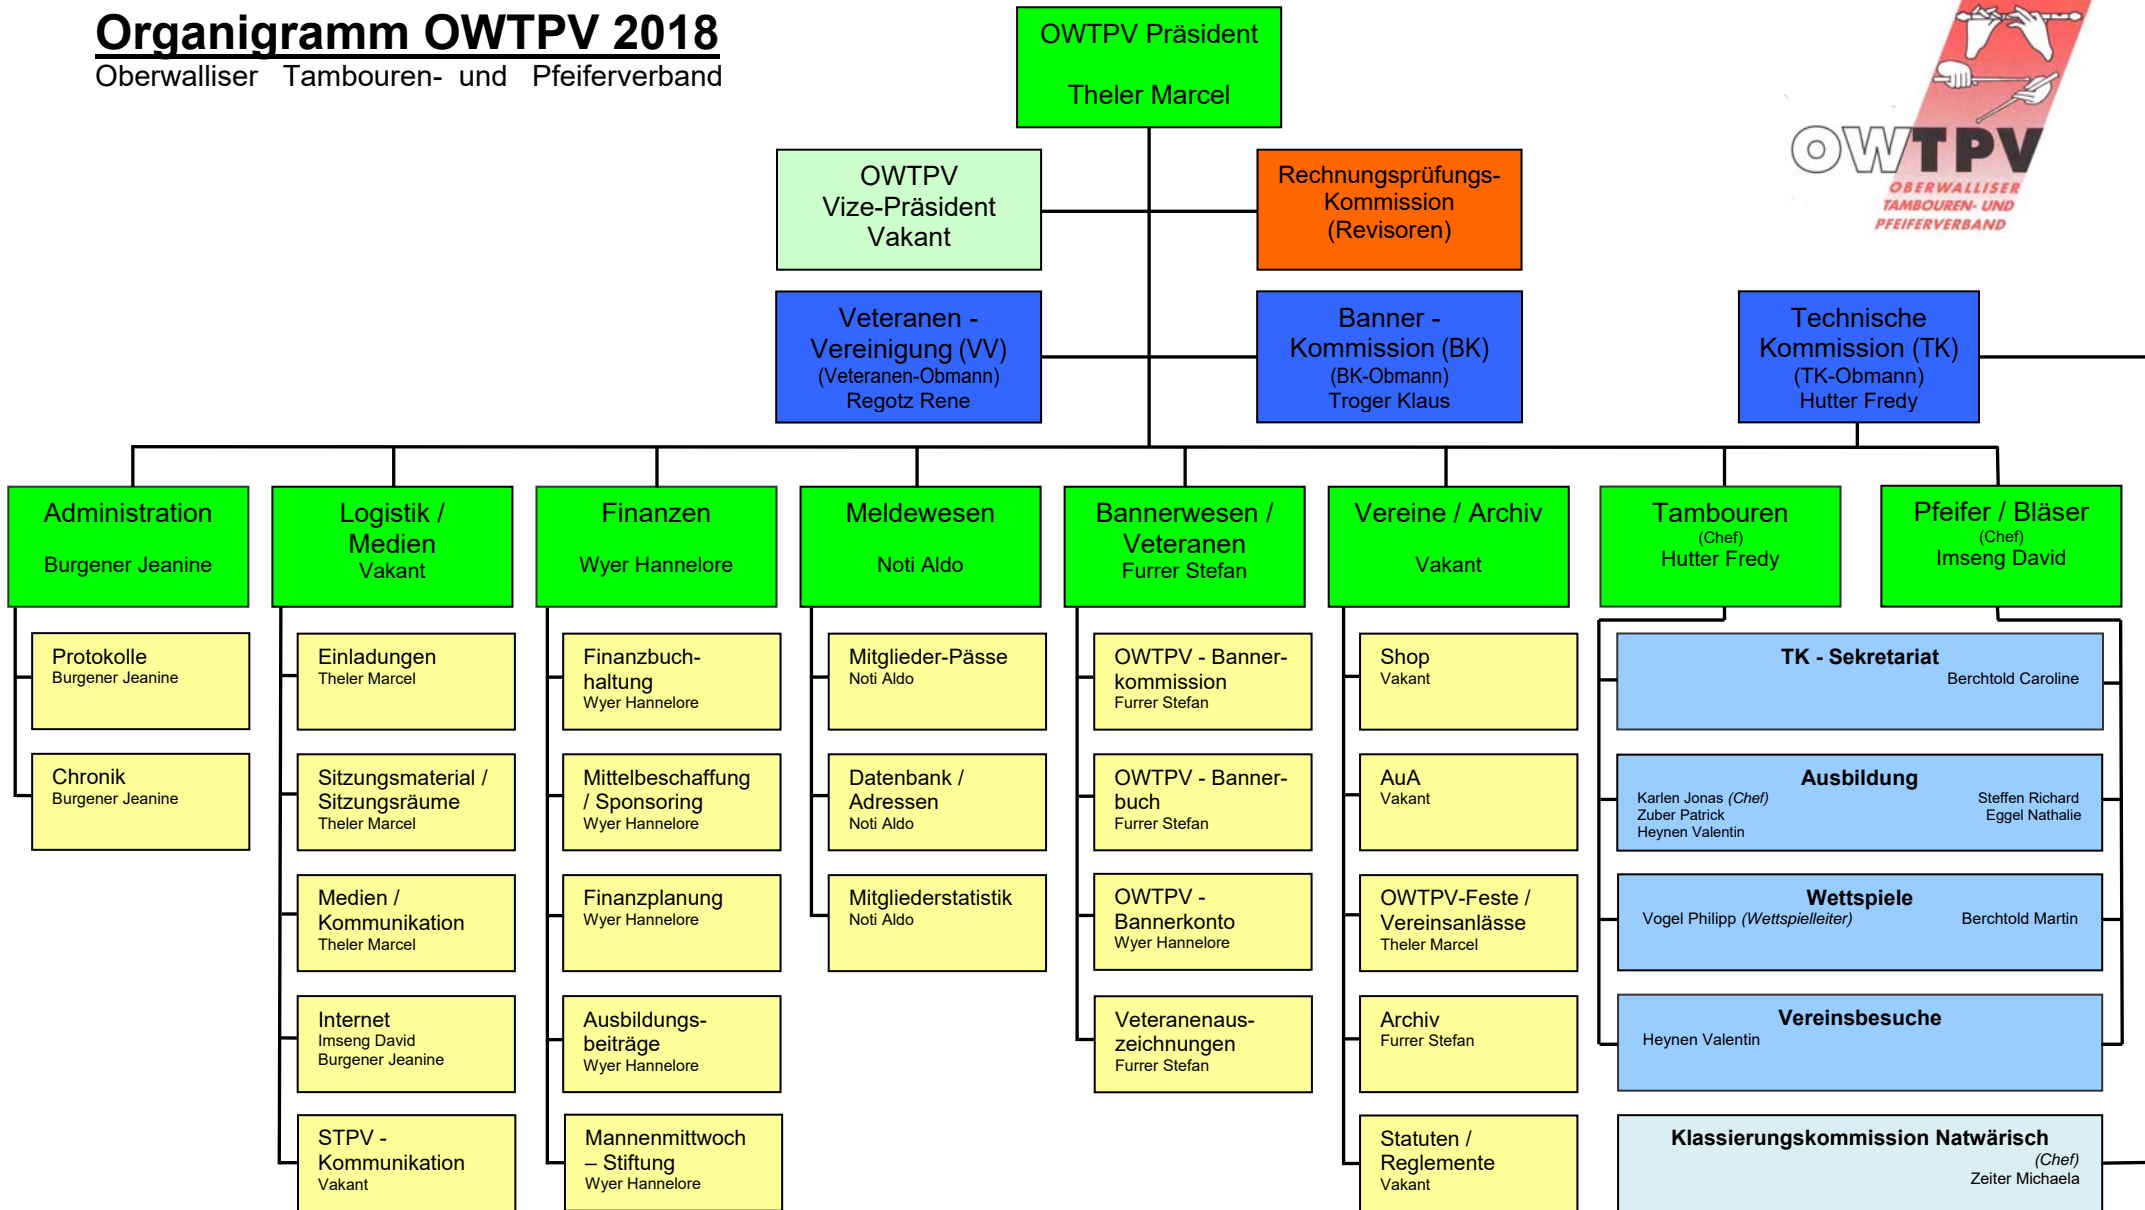 Organigramm OWTPV 2018
Oberwalliser Tambouren- und Pfeiferverband
OWTPV Präsident
Theler Marcel
OWTPV
OBERWALLISER
TAMBOUREN- UND
PFEIFERVERBAND
OWTPV
Vize-Präsident
Vakant
Rechnungsprüfungs-
Kommission
(Revisoren)
Veteranen -
Vereinigung (VV)
(Veteranen-Obmann)
Regotz Rene
Banner -
Kommission (BK)
(BK-Obmann)
Troger Klaus
Technische
Kommission (TK)
(TK-Obmann)
Hutter Fredy
Administration
Burgener Jeanine
Logistik /
Medien
Vakant
Finanzen
Wyer Hannelore
Meldewesen
Noti Aldo
Bannerwesen /
Veteranen
Furrer Stefan
Vereine / Archiv
Vakant
Tambouren
(Chef)
Hutter Fredy
Pfeifer / Bläser
(Chef)
Imseng David
Protokolle
Burgener Jeanine
Chronik
Burgener Jeanine
Einladungen
Theler Marcel
Sitzungsmaterial /
Sitzungsräume
Theler Marcel
Medien /
Kommunikation
Theler Marcel
Internet
Imseng David
Burgener Jeanine
STPV -
Kommunikation
Vakant
Finanzbuch-
haltung
Wyer Hannelore
Mittelbeschaffung
/ Sponsoring
Wyer Hannelore
Finanzplanung
Wyer Hannelore
Ausbildungs-
beiträge
Wyer Hannelore
Mannenmittwoch
– Stiftung
Wyer Hannelore
Mitglieder-Pässe
Noti Aldo
Datenbank /
Adressen
Noti Aldo
Mitgliederstatistik
Noti Aldo
OWTPV - Banner-
kommission
Furrer Stefan
OWTPV - Banner-
buch
Furrer Stefan
OWTPV -
Bannerkonto
Wyer Hannelore
Veteranenaus-
zeichnungen
Furrer Stefan
Shop
Vakant
AuA
Vakant
OWTPV-Feste /
Vereinsanlässe
Theler Marcel
Archiv
Furrer Stefan
Statuten /
Reglemente
Vakant
TK - Sekretariat
Berchtold Caroline
Ausbildung
Karlen Jonas (Chef) Steffen Richard
Zuber Patrick Eggel Nathalie
Heynen Valentin
Wettspiele
Vogel Philipp (Wettspielleiter) Berchtold Martin
Vereinsbesuche
Heynen Valentin
Klassierungskommission Natwärisch
(Chef)
Zeiter Michaela